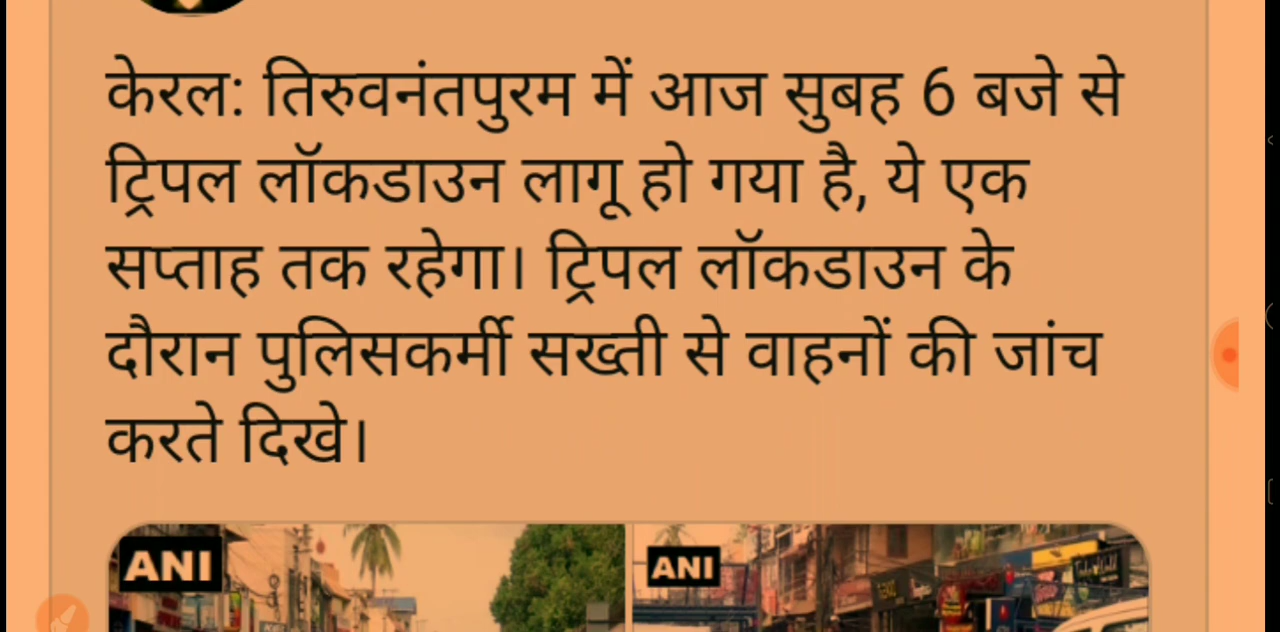 केरल: तिरुवनंतपुरम में आज सुबह 6 बजे से
ट्रिपल लॉकडाउन लागू हो गया है, ये एक
सप्ताह तक रहेगा। ट्रिपल लॉकडाउन के
दौरान पुलिसकर्मी सख्ती से वाहनों की जांच
करते दिखे।
ANI
ANI